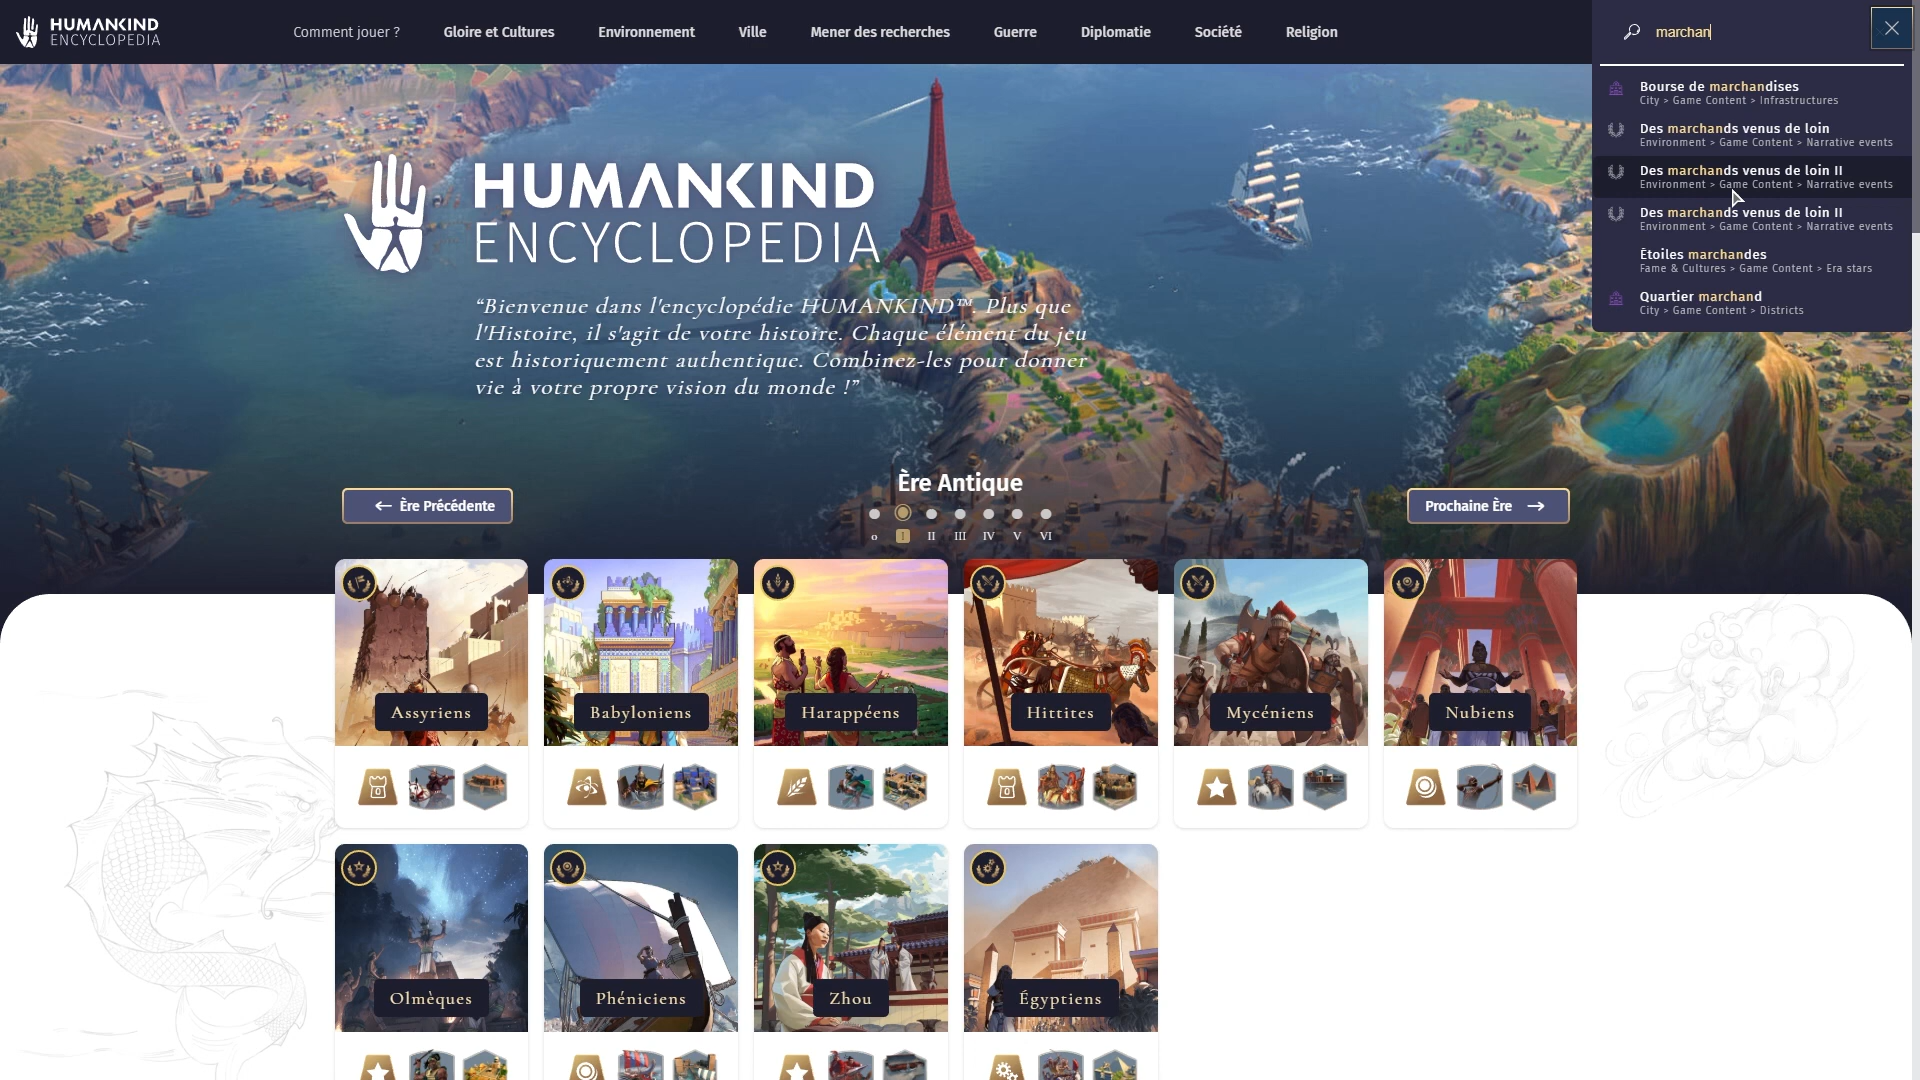 HUMANKIND
ENCYCLOPEDIA
Comment jouer ?
Gloire et Cultures
Environnement
Ville
Mener des recherches
Guerre
Diplomatie
Société
Religion
marchan
Bourse de marchandises
City > Game Content > Infrastructures
Des marchands venus de loin
Environment > Game Content > Narrative events
Des marchands venus de loin II
Environment > Game Content > Narrative events
Des marchands venus de loin II
Environment > Game Content > Narrative events
Étoiles marchandes
Fame & Cultures > Game Content > Era stars
Quartier marchand
City > Game Content > Districts
HUMANKIND
ENCYCLOPEDIA
“Bienvenue dans l'encyclopédie HUMANKIND™. Plus que
l'Histoire, il s'agit de votre histoire. Chaque élément du jeu
est historiquement authentique. Combinez-les pour donner
vie à votre propre vision du monde !”
← Ère Précédente
Ère Antique
Prochaine Ère →
0 I II III IV V VI
Assyriens
Babyloniens
Harappéens
Hittites
Mycéniens
Nubiens
Olmèques
Phéniciens
Zhou
Égyptiens